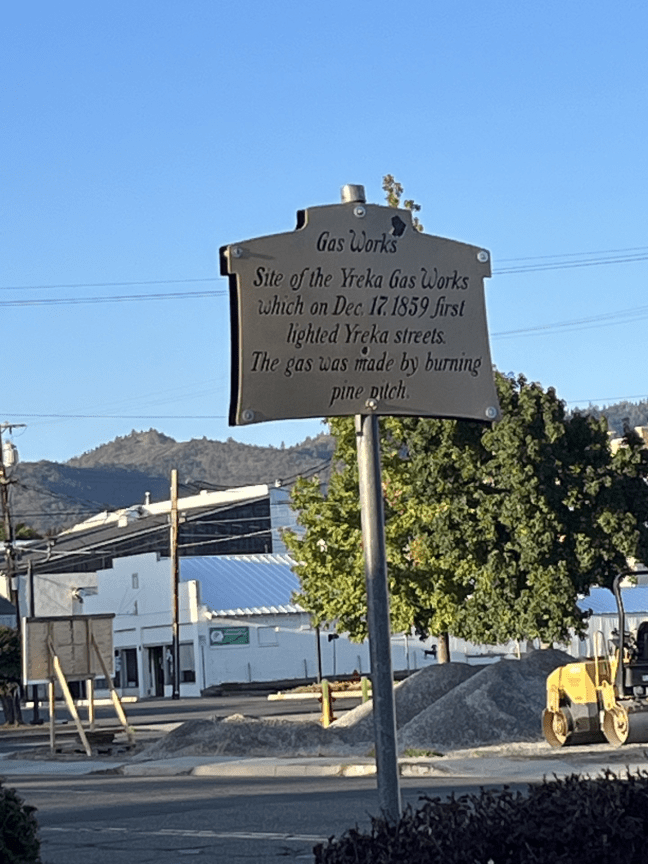 Gas Works
Site of the Yreka Gas Works
which on Dec. 17, 1859 first
lighted Yreka streets.
The gas was made by burning
pine pitch.